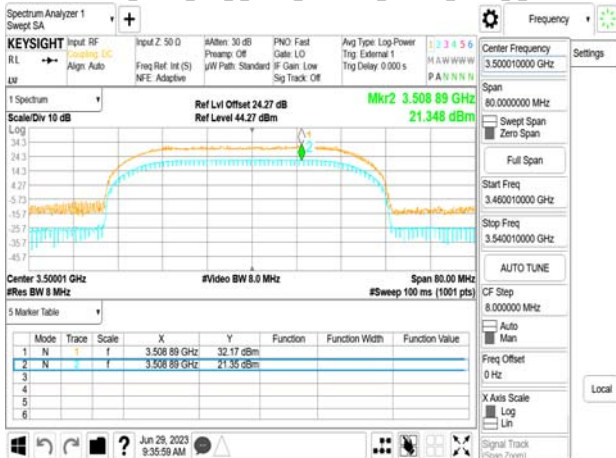 Spectrum Analyzer 1
Swept SA
+
Frequency
KEYSIGHT
Input: RF
Coupling: DC
Align: Auto
Input Z: 50 Ω
Freq Ref: Int (S)
NFE: Adaptive
#Atten: 30 dB
Preamp: Off
µW Path: Standard
PNO: Fast
Gate: LO
IF Gain: Low
Sig Track: Off
Avg Type: Log-Power
Trig: External 1
Trig Delay: 0.000 s
1 2 3 4 5 6
M A W W W W
P A N N N N
RL
LXI
1 Spectrum
Scale/Div 10 dB
Ref Lvl Offset 24.27 dB
Ref Level 44.27 dBm
Mkr2 3.508 89 GHz
21.348 dBm
Log
34.3
24.3
14.3
4.27
-5.73
-15.7
-25.7
-35.7
-45.7
1
2
Center 3.50001 GHz
#Res BW 8 MHz
#Video BW 8.0 MHz
Span 80.00 MHz
#Sweep 100 ms (1001 pts)
5 Marker Table
Mode Trace Scale X Y Function Function Width Function Value
1 N 1 f 3.508 89 GHz 32.17 dBm
2 N 2 f 3.508 89 GHz 21.35 dBm
3
4
5
6
Jun 29, 2023
9:35:59 AM
Center Frequency
3.500010000 GHz
Settings
Span
80.0000000 MHz
Swept Span
Zero Span
Full Span
Start Freq
3.460010000 GHz
Stop Freq
3.540010000 GHz
AUTO TUNE
CF Step
8.000000 MHz
Auto
Man
Freq Offset
0 Hz
X Axis Scale
Log
Lin
Local
Signal Track
(Span Zoom)